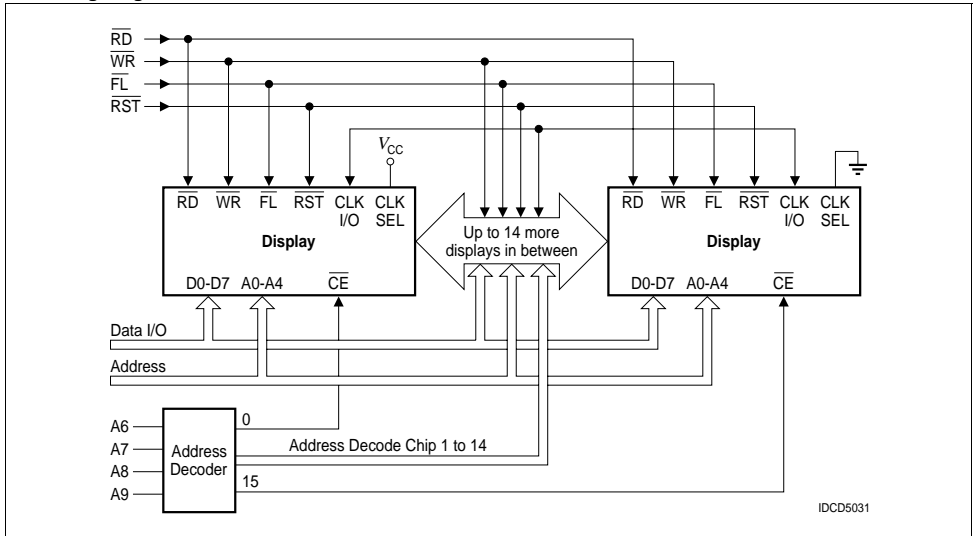 RD
WR
FL
RST
VCC
RD WR FL RST CLK I/O CLK SEL
Display
D0-D7 A0-A4 CE
Up to 14 more
displays in between
RD WR FL RST CLK I/O CLK SEL
Display
D0-D7 A0-A4 CE
Data I/O
Address
A6
A7
A8
A9
Address
Decoder
0
Address Decode Chip 1 to 14
15
IDCD5031